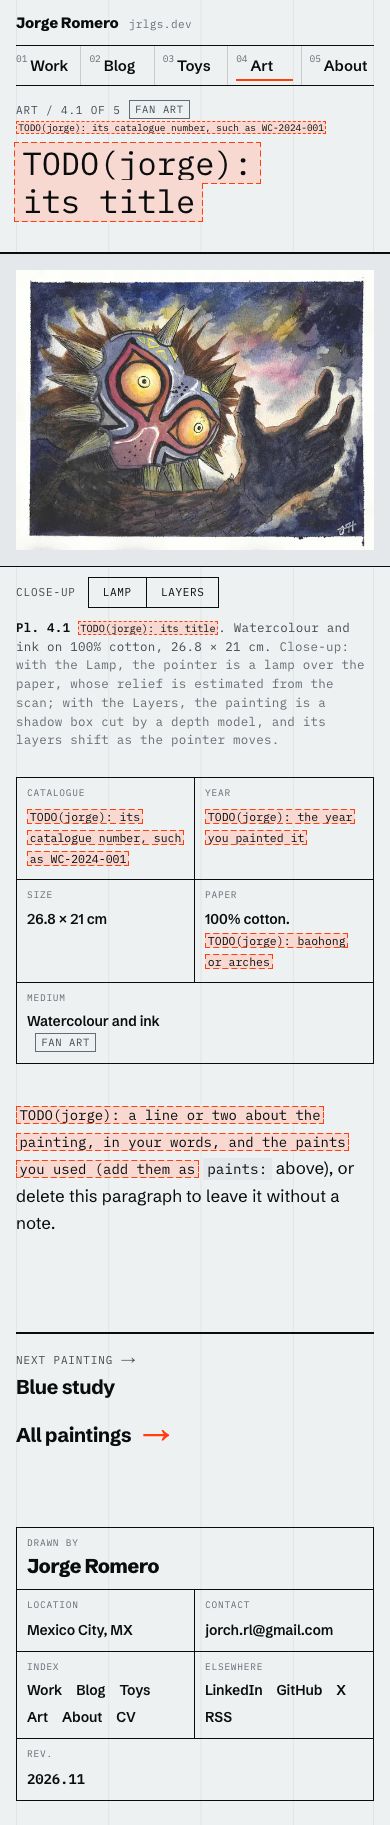 Jorge Romero jrlgs.dev
01 Work 02 Blog 03 Toys 04 Art 05 About
ART / 4.1 OF 5 FAN ART
TODO(jorge): its catalogue number, such as WC-2024-001
TODO(jorge):
its title
CLOSE-UP LAMP LAYERS
Pl. 4.1 TODO(jorge): its title. Watercolour and
ink on 100% cotton, 26.8 × 21 cm. Close-up:
with the Lamp, the pointer is a lamp over the
paper, whose relief is estimated from the
scan; with the Layers, the painting is a
shadow box cut by a depth model, and its
layers shift as the pointer moves.
CATALOGUE
TODO(jorge): its
catalogue number, such
as WC-2024-001
YEAR
TODO(jorge): the year
you painted it
SIZE
26.8 × 21 cm
PAPER
100% cotton.
TODO(jorge): baohong
or arches
MEDIUM
Watercolour and ink
FAN ART
TODO(jorge): a line or two about the
painting, in your words, and the paints
you used (add them as paints: above), or
delete this paragraph to leave it without a
note.
NEXT PAINTING →
Blue study
All paintings →
DRAWN BY
Jorge Romero
LOCATION
Mexico City, MX
CONTACT
jorch.rl@gmail.com
INDEX
Work Blog Toys
Art About CV
ELSEWHERE
LinkedIn GitHub X
RSS
REV.
2026.11